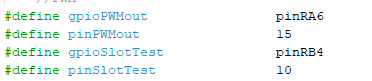 #define gpioPWMout pinRA6
#define pinPWMout 15
#define gpioSlotTest pinRB4
#define pinSlotTest 10